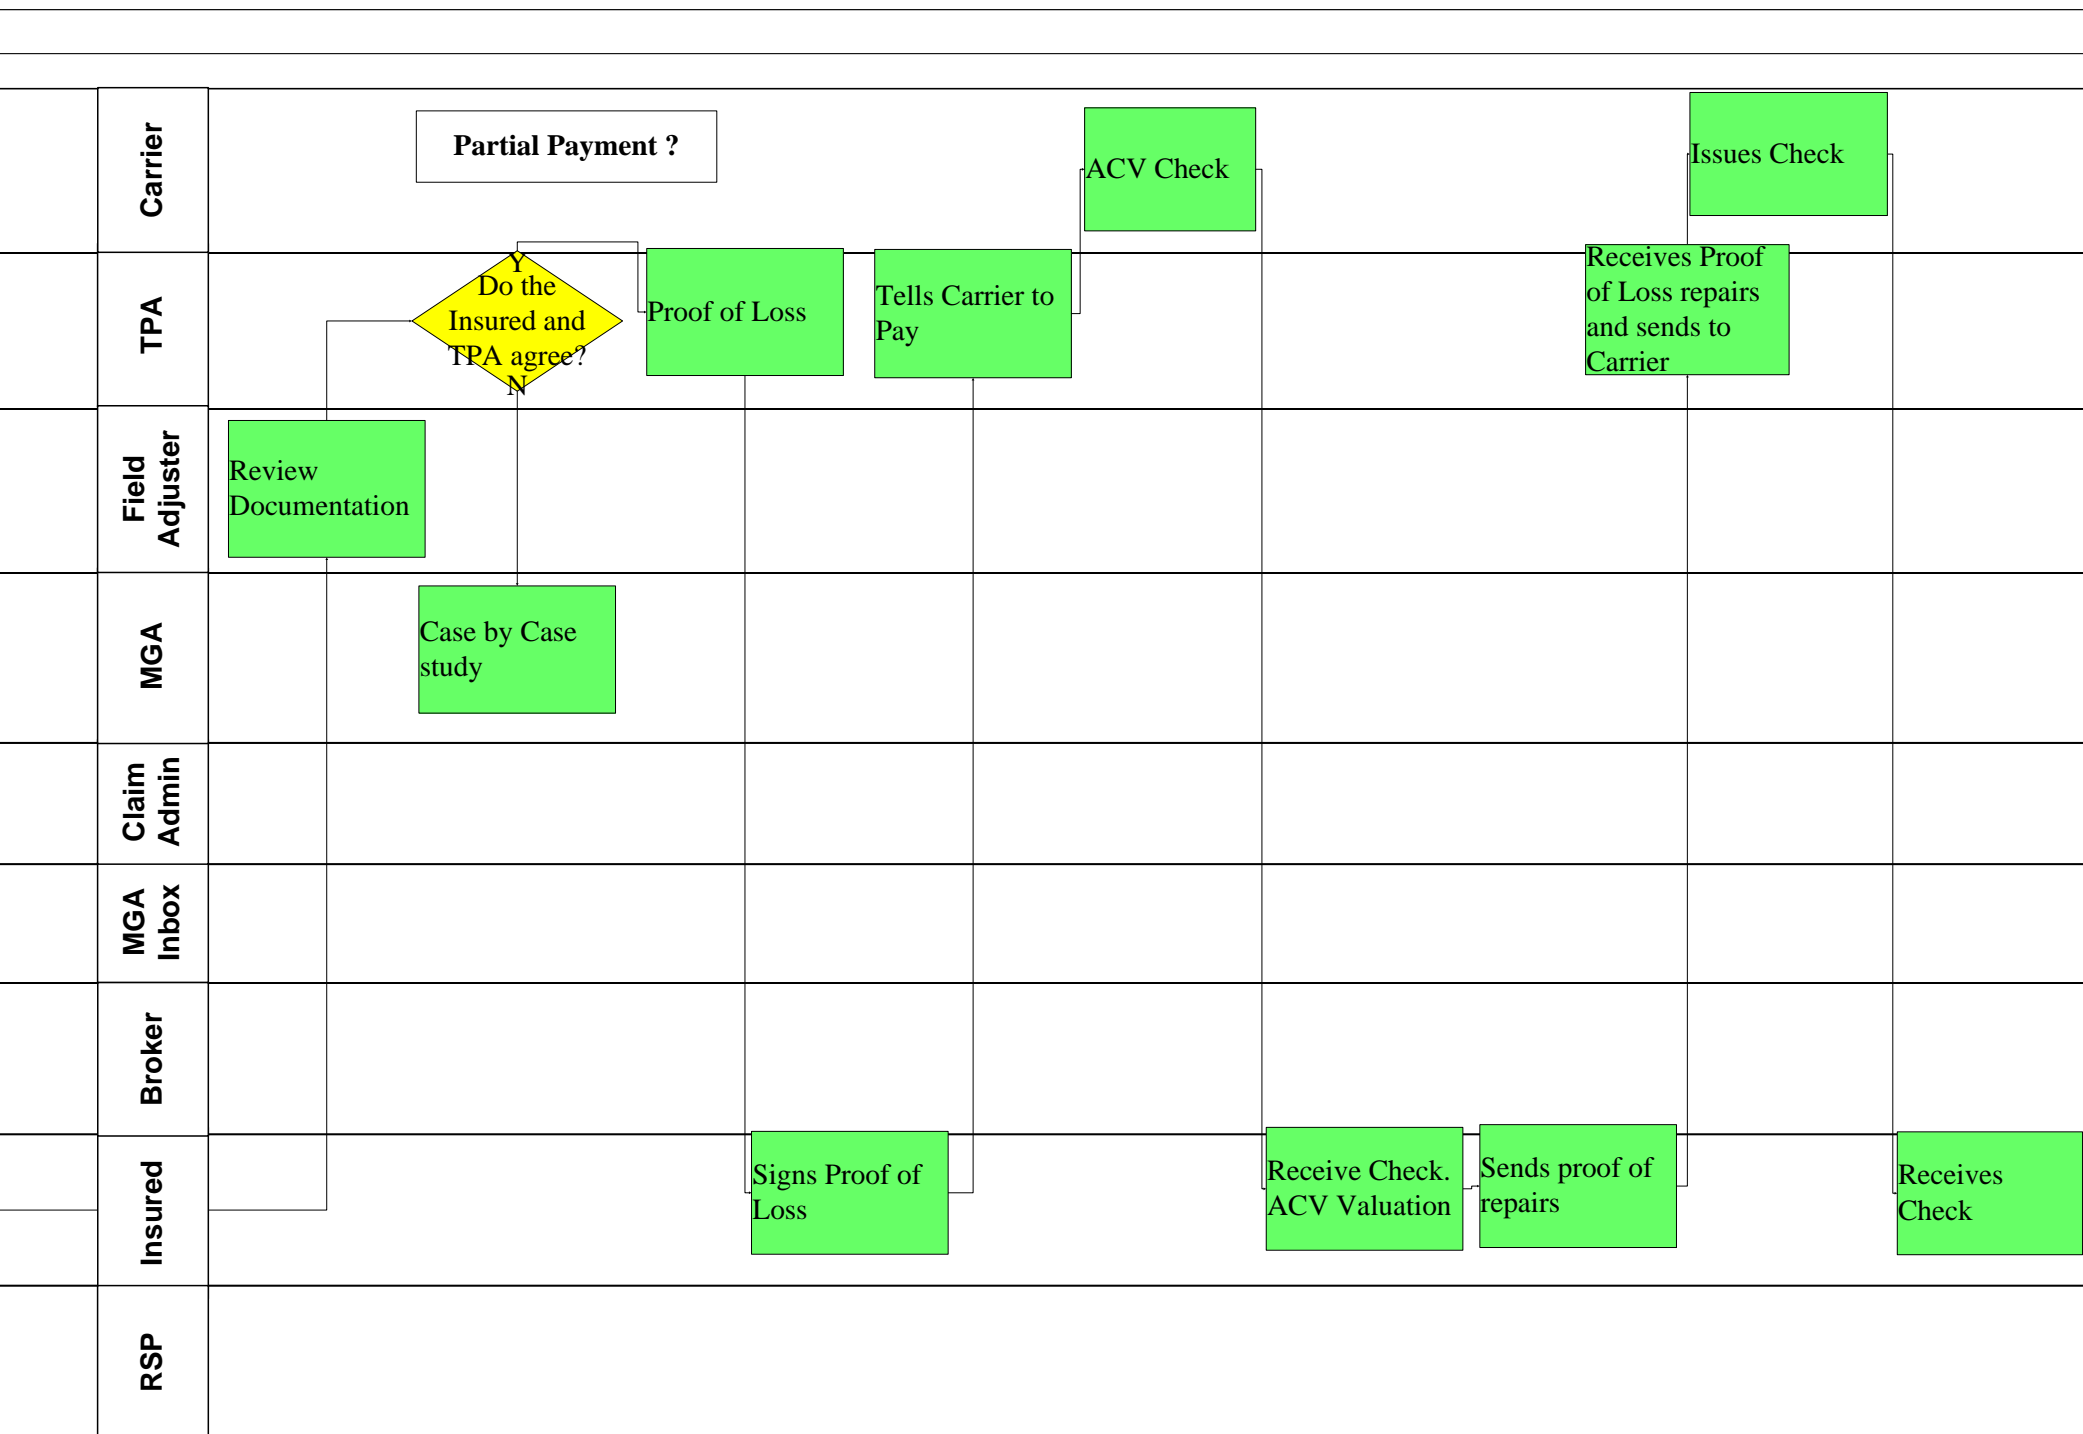 Carrier
Partial Payment ?
ACV Check
Issues Check
TPA
Y
Do the
Insured and
TPA agree?
N
Proof of Loss
Tells Carrier to
Pay
Receives Proof
of Loss repairs
and sends to
Carrier
Field
Adjuster
Review
Documentation
MGA
Case by Case
study
Claim
Admin
MGA
Inbox
Broker
Insured
Signs Proof of
Loss
Receive Check.
ACV Valuation
Sends proof of
repairs
Receives
Check
RSP